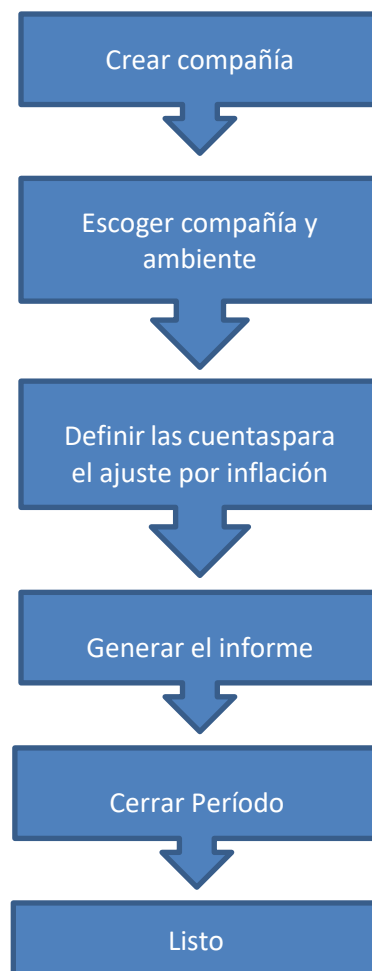 Crear compañía
Escoger compañía y
ambiente
Definir las cuentaspara
el ajuste por inflación
Generar el informe
Cerrar Período
Listo